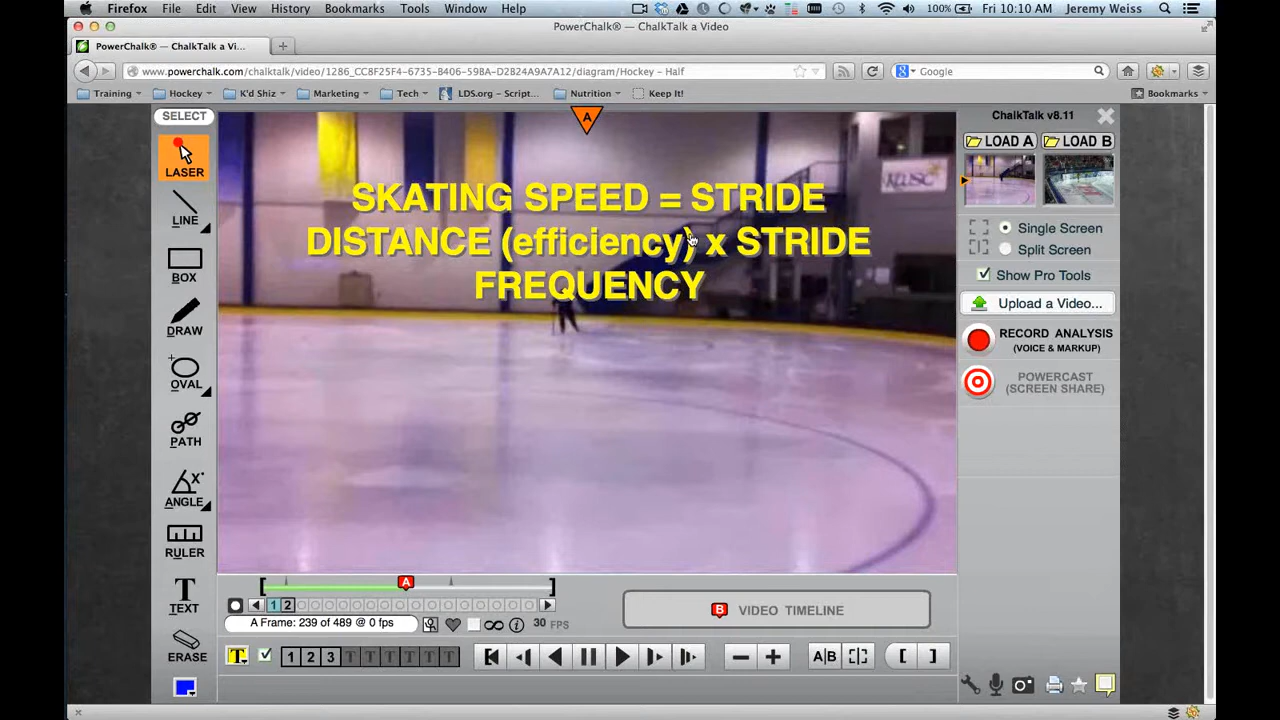 Firefox File Edit View History Bookmarks Tools Window Help 100% Fri 10:10 AM Jeremy Weiss
PowerChalk® — ChalkTalk a Video
PowerChalk® — ChalkTalk a Vi...
www.powerchalk.com/chalktalk/video/1286_CC8F25F4-6735-B406-598A-D2B24A9A7A12/diagram/Hockey - Half
Google
Training Hockey K'd Shiz Marketing Tech LDS.org – Script... Nutrition Keep It! Bookmarks
SELECT
LASER
LINE
BOX
DRAW
OVAL
PATH
ANGLE
RULER
TEXT
ERASE
A
SKATING SPEED = STRIDE
DISTANCE (efficiency) x STRIDE
FREQUENCY
ChalkTalk v8.11
LOAD A LOAD B
Single Screen
Split Screen
Show Pro Tools
Upload a Video...
RECORD ANALYSIS
(VOICE & MARKUP)
POWERCAST
(SCREEN SHARE)
A
1 2
A Frame: 239 of 489 @ 0 fps
30 FPS
B VIDEO TIMELINE
T 1 2 3 T T T T T
A|B